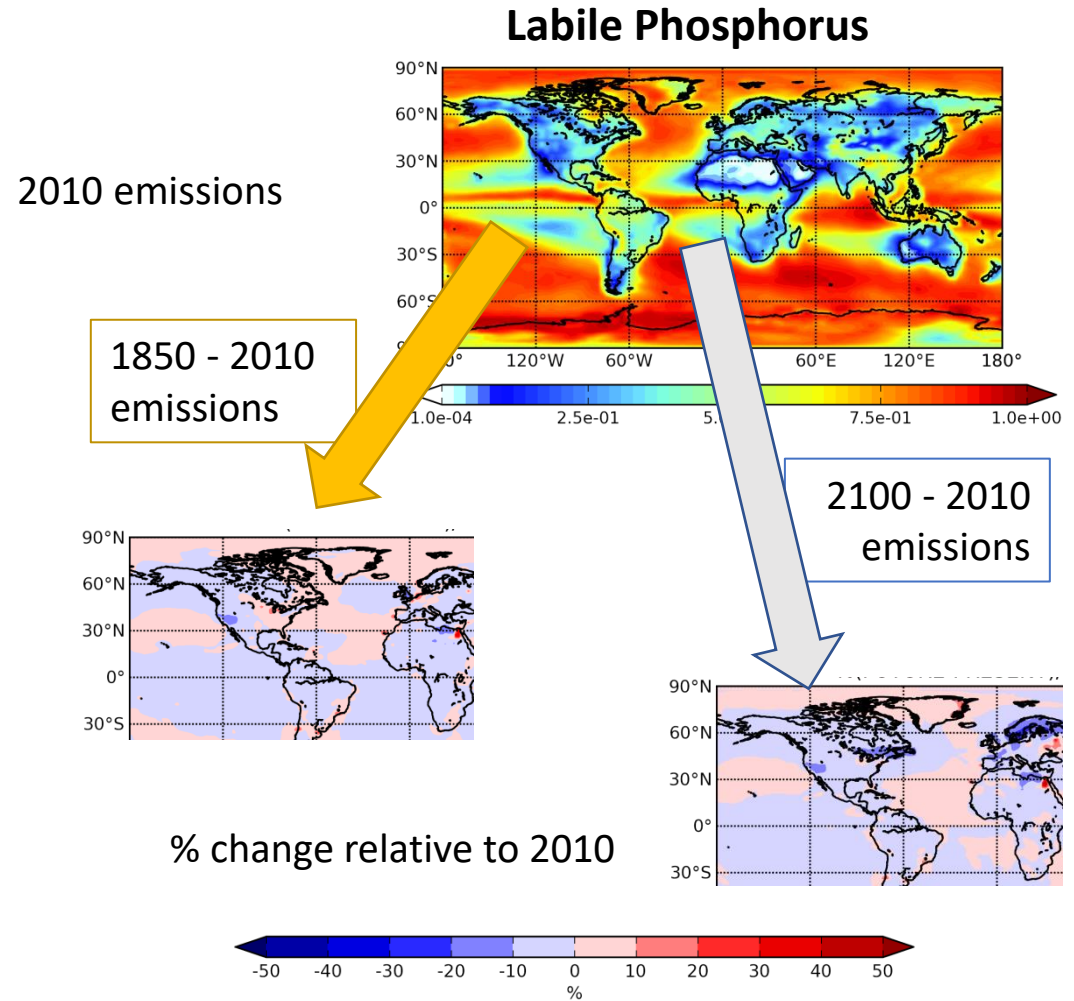 Labile Phosphorus
90°N
60°N
30°N
0°
30°S
60°S
120°W 60°W 60°E 120°E 180°
1.0e-04 2.5e-01 7.5e-01 1.0e+00
2010 emissions
1850 - 2010
emissions
2100 - 2010
emissions
90°N
60°N
30°N
0°
30°S
90°N
60°N
30°N
0°
30°S
% change relative to 2010
-50 -40 -30 -20 -10 0 10 20 30 40 50
%